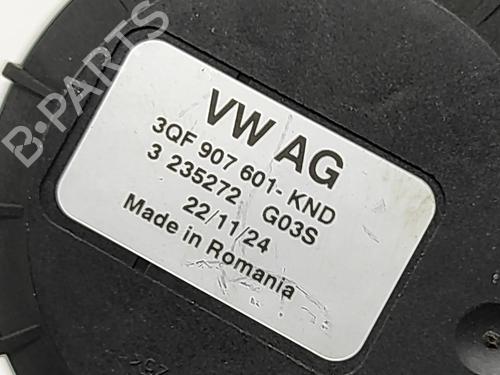 B-PARTS
VW AG
3QF 907 601-KND
3 235272 G03S
22/11/24
Made in Romania